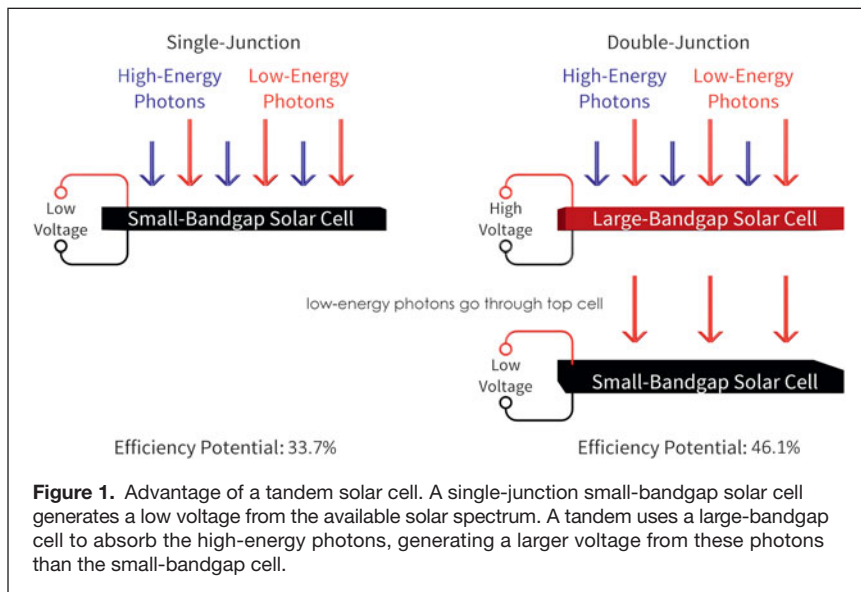 Single-Junction
High-Energy
Photons
Low-Energy
Photons
Low
Voltage
Small-Bandgap Solar Cell
Efficiency Potential: 33.7%
Double-Junction
High-Energy
Photons
Low-Energy
Photons
High
Voltage
Large-Bandgap Solar Cell
low-energy photons go through top cell
Low
Voltage
Small-Bandgap Solar Cell
Efficiency Potential: 46.1%
Figure 1. Advantage of a tandem solar cell. A single-junction small-bandgap solar cell
generates a low voltage from the available solar spectrum. A tandem uses a large-bandgap
cell to absorb the high-energy photons, generating a larger voltage from these photons
than the small-bandgap cell.